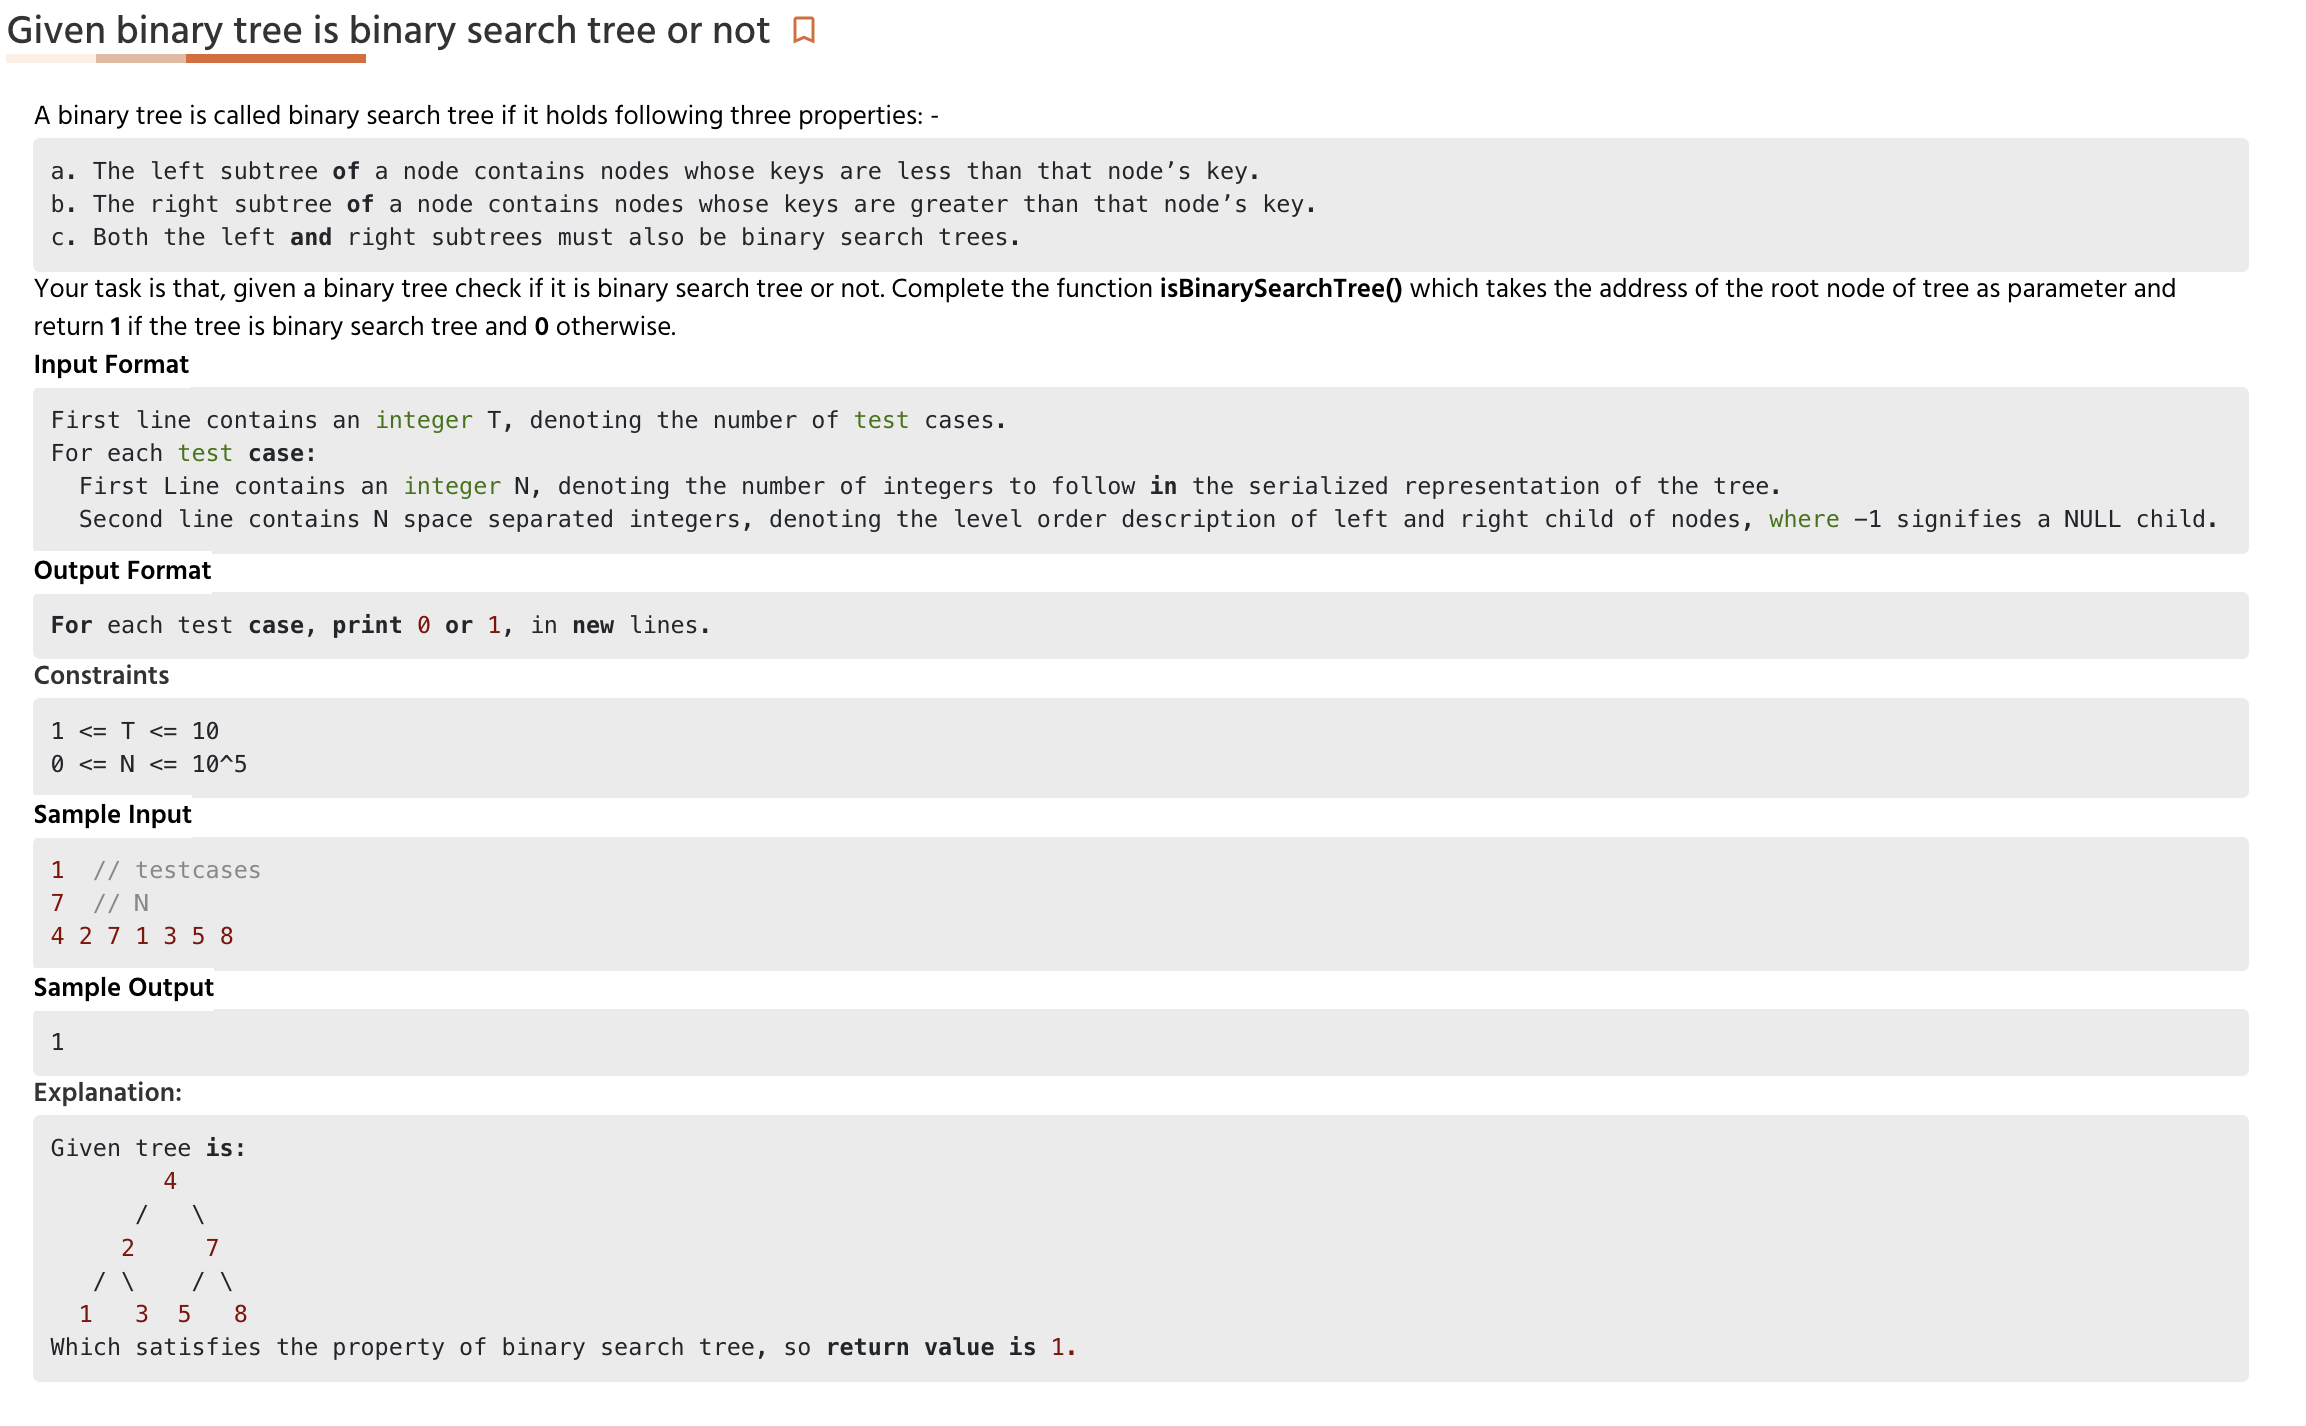 Given binary tree is binary search tree or not
A binary tree is called binary search tree if it holds following three properties: -
a. The left subtree of a node contains nodes whose keys are less than that node’s key.
b. The right subtree of a node contains nodes whose keys are greater than that node’s key.
c. Both the left and right subtrees must also be binary search trees.
Your task is that, given a binary tree check if it is binary search tree or not. Complete the function isBinarySearchTree() which takes the address of the root node of tree as parameter and
return 1 if the tree is binary search tree and 0 otherwise.
Input Format
First line contains an integer T, denoting the number of test cases.
For each test case:
  First Line contains an integer N, denoting the number of integers to follow in the serialized representation of the tree.
  Second line contains N space separated integers, denoting the level order description of left and right child of nodes, where -1 signifies a NULL child.
Output Format
For each test case, print 0 or 1, in new lines.
Constraints
1 <= T <= 10
0 <= N <= 10^5
Sample Input
1  // testcases
7  // N
4 2 7 1 3 5 8
Sample Output
1
Explanation:
Given tree is:
        4
      /   \
     2     7
   / \    / \
  1   3  5   8
Which satisfies the property of binary search tree, so return value is 1.